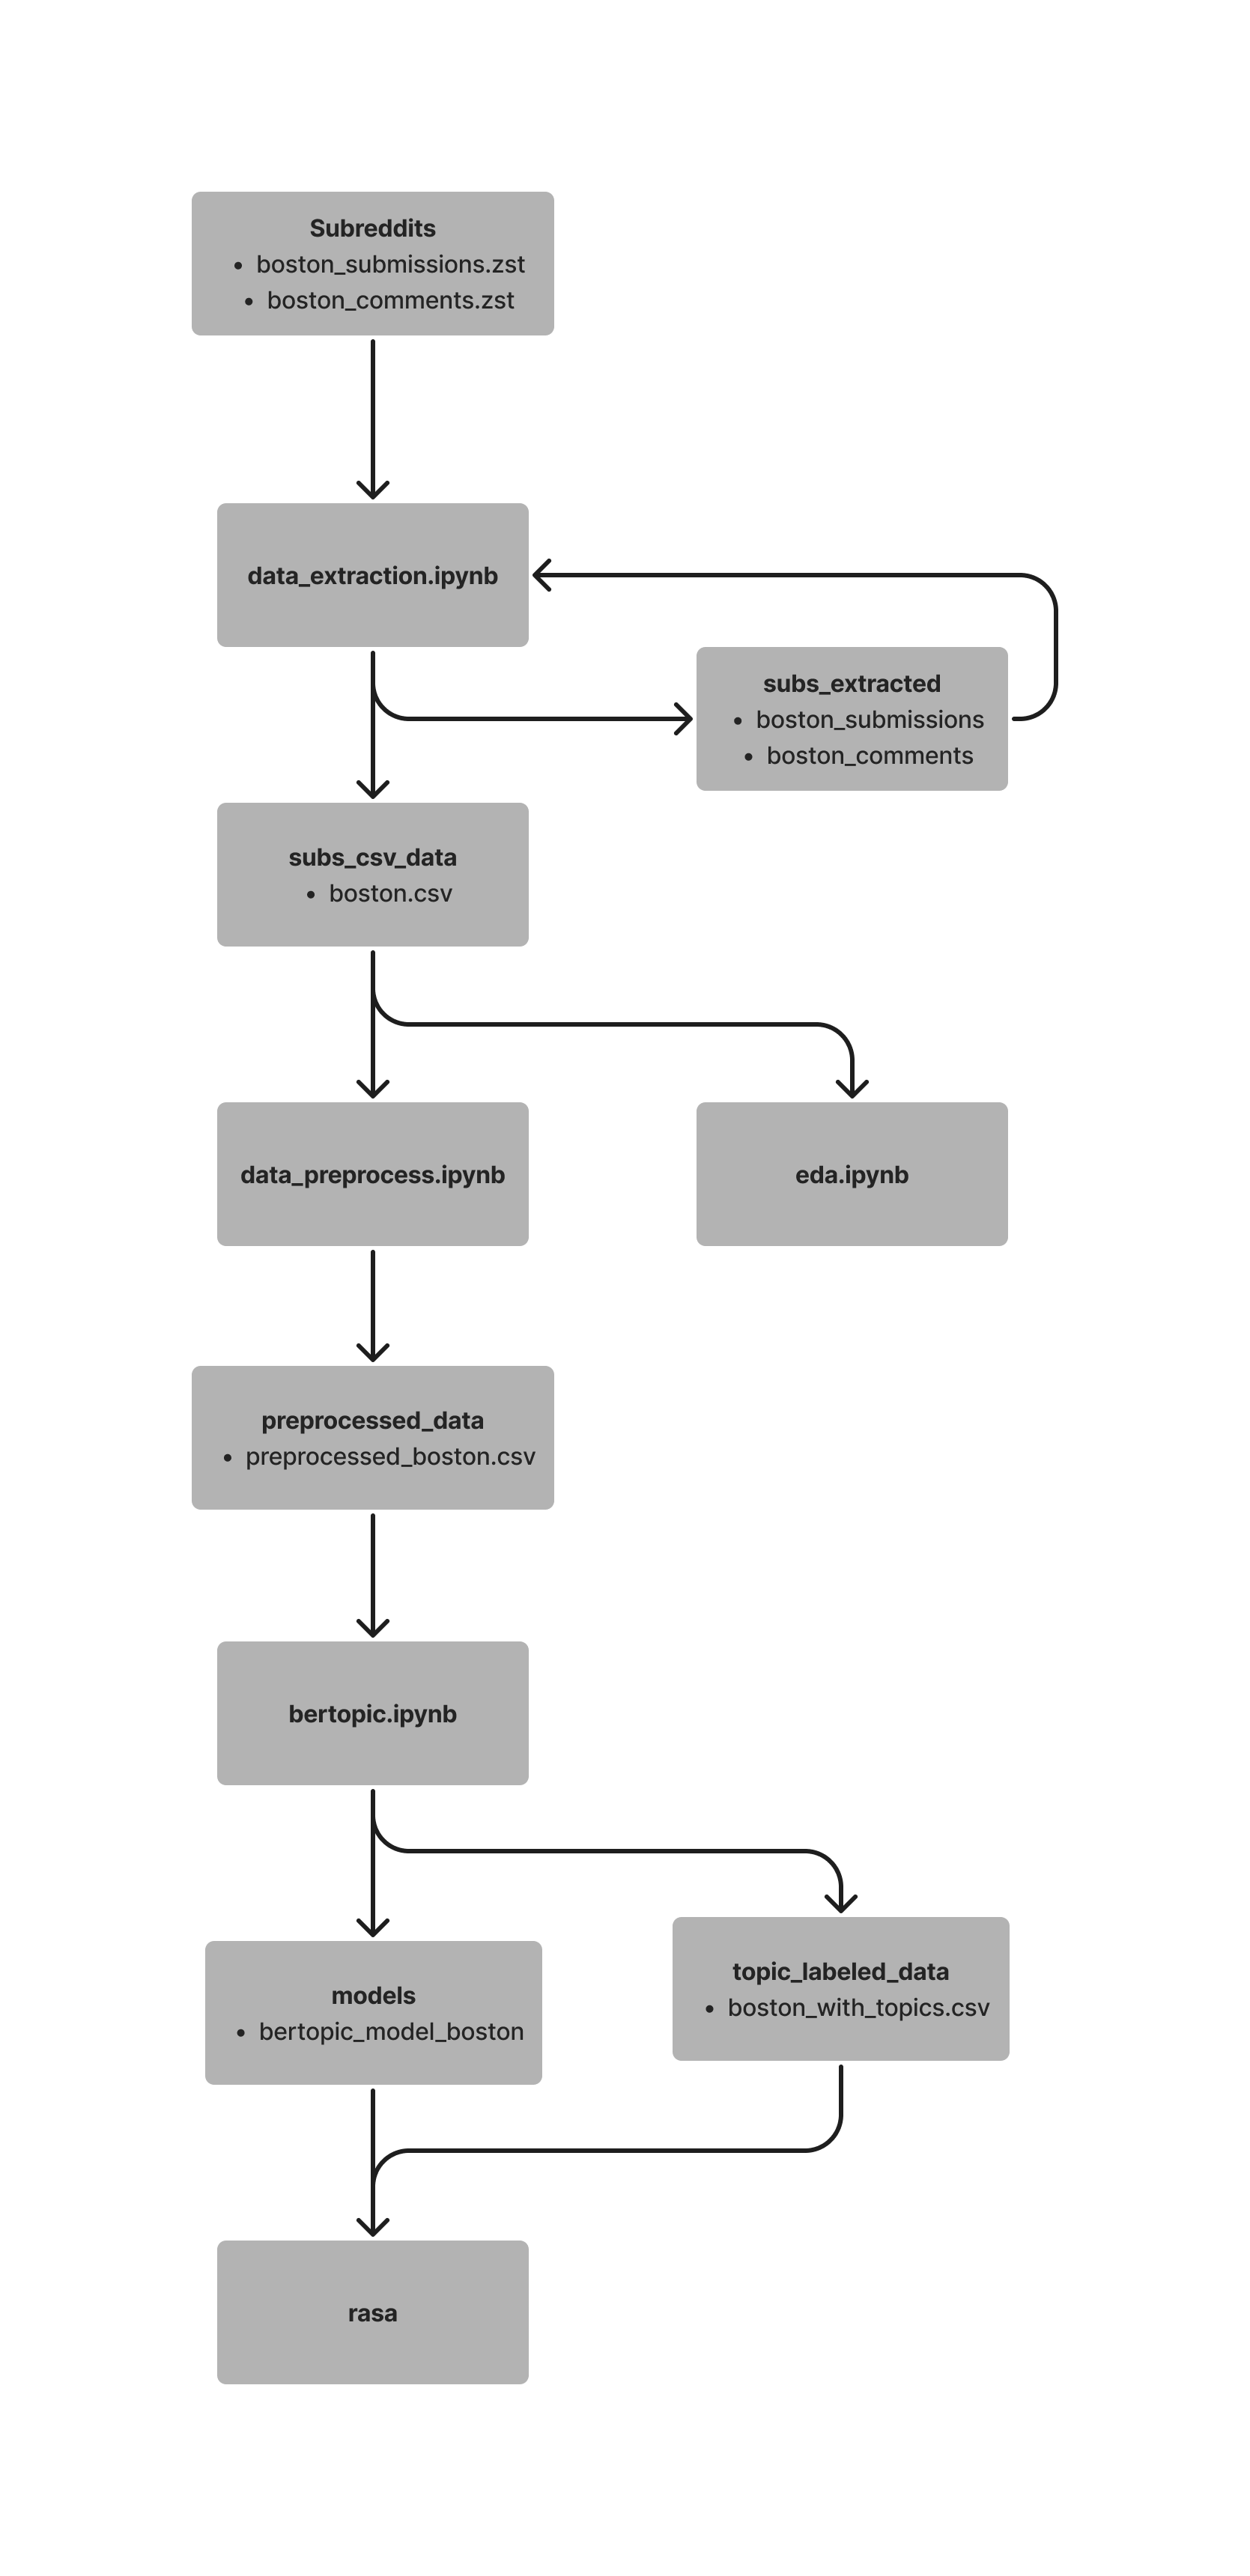 Subreddits
• boston_submissions.zst
• boston_comments.zst
data_extraction.ipynb
subs_extracted
• boston_submissions
• boston_comments
subs_csv_data
• boston.csv
data_preprocess.ipynb
eda.ipynb
preprocessed_data
• preprocessed_boston.csv
bertopic.ipynb
models
• bertopic_model_boston
topic_labeled_data
• boston_with_topics.csv
rasa